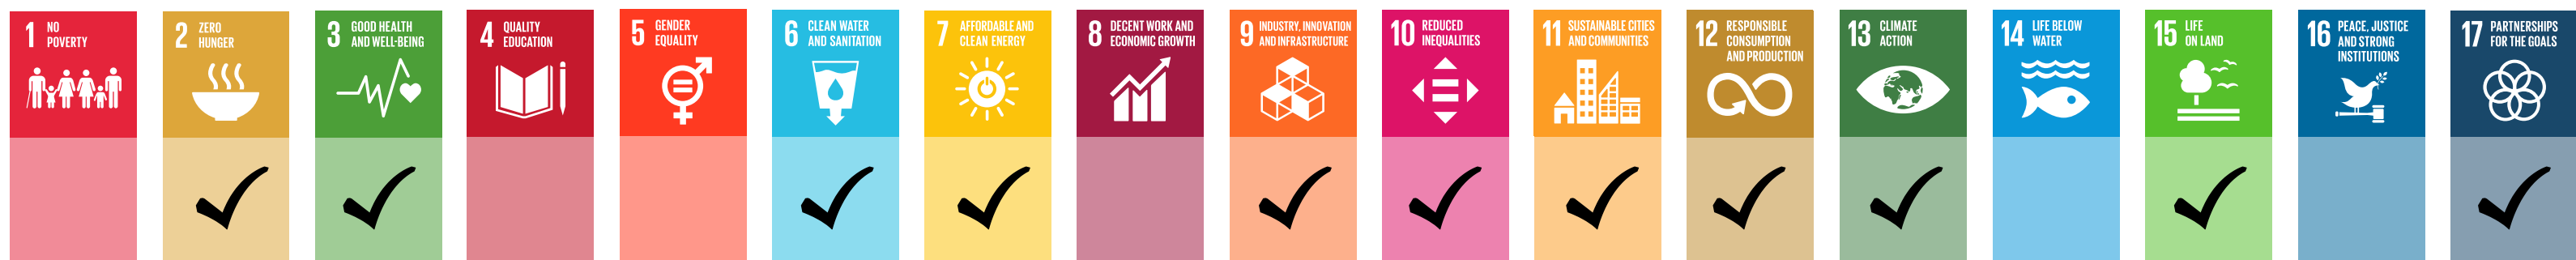 1 NO
POVERTY
2 ZERO
HUNGER
3 GOOD HEALTH
AND WELL-BEING
4 QUALITY
EDUCATION
5 GENDER
EQUALITY
6 CLEAN WATER
AND SANITATION
7 AFFORDABLE AND
CLEAN ENERGY
8 DECENT WORK AND
ECONOMIC GROWTH
9 INDUSTRY, INNOVATION
AND INFRASTRUCTURE
10 REDUCED
INEQUALITIES
11 SUSTAINABLE CITIES
AND COMMUNITIES
12 RESPONSIBLE
CONSUMPTION
AND PRODUCTION
13 CLIMATE
ACTION
14 LIFE BELOW
WATER
15 LIFE
ON LAND
16 PEACE, JUSTICE
AND STRONG
INSTITUTIONS
17 PARTNERSHIPS
FOR THE GOALS